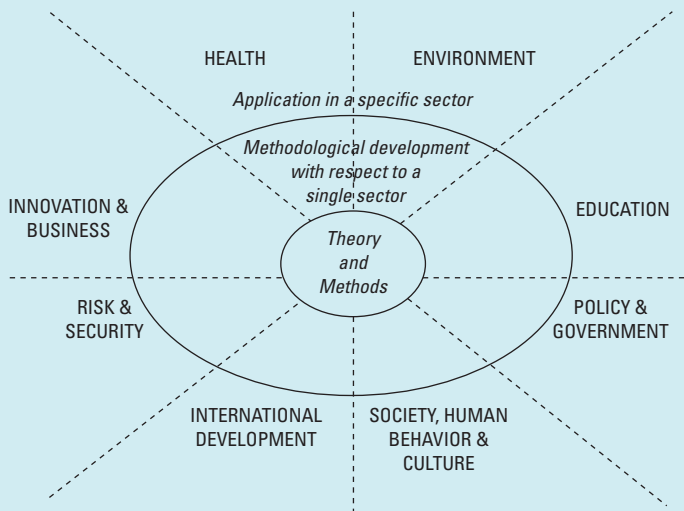 HEALTH
ENVIRONMENT
Application in a specific sector
Methodological development
with respect to a
single sector
INNOVATION &
BUSINESS
EDUCATION
Theory
and
Methods
RISK &
SECURITY
POLICY &
GOVERNMENT
INTERNATIONAL
DEVELOPMENT
SOCIETY, HUMAN
BEHAVIOR &
CULTURE